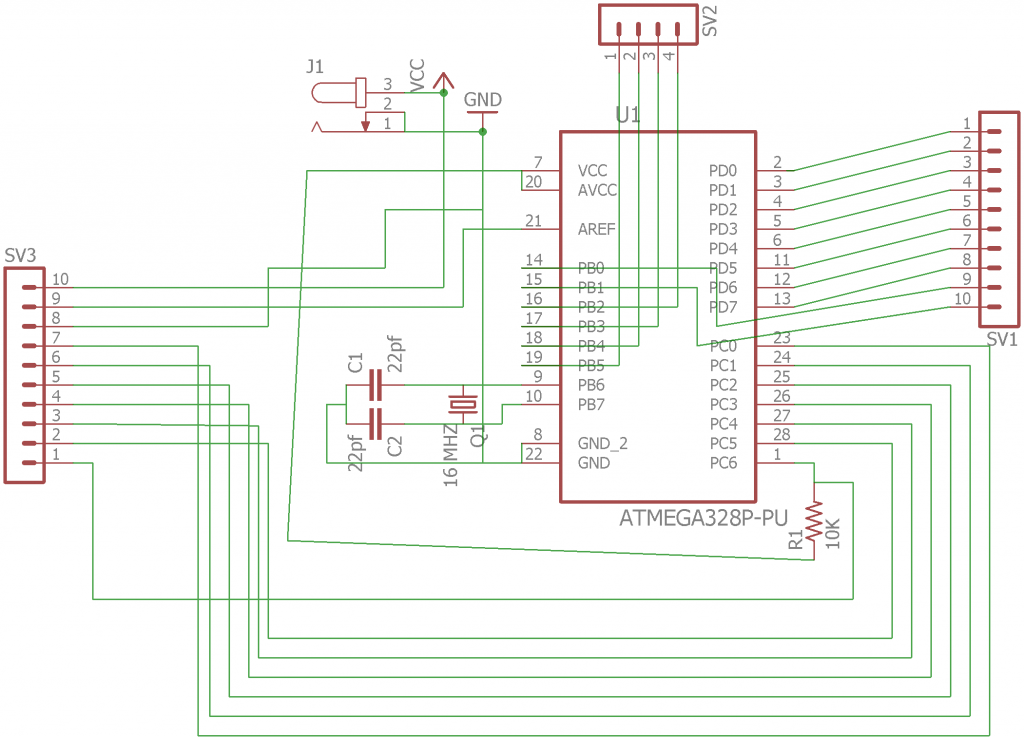 SV2
1 2 3 4
J1
3
2
1
VCC
GND
U1
7 VCC
20 AVCC
21 AREF
14 PB0
15 PB1
16 PB2
17 PB3
18 PB4
19 PB5
9 PB6
10 PB7
8 GND_2
22 GND
PD0 2
PD1 3
PD2 4
PD3 5
PD4 6
PD5 11
PD6 12
PD7 13
PC0 23
PC1 24
PC2 25
PC3 26
PC4 27
PC5 28
PC6 1
ATMEGA328P-PU
1
2
3
4
5
6
7
8
9
10
SV1
SV3
10
9
8
7
6
5
4
3
2
1
C1
22pf
22pf
C2
16 MHZ
Q1
R1
10K